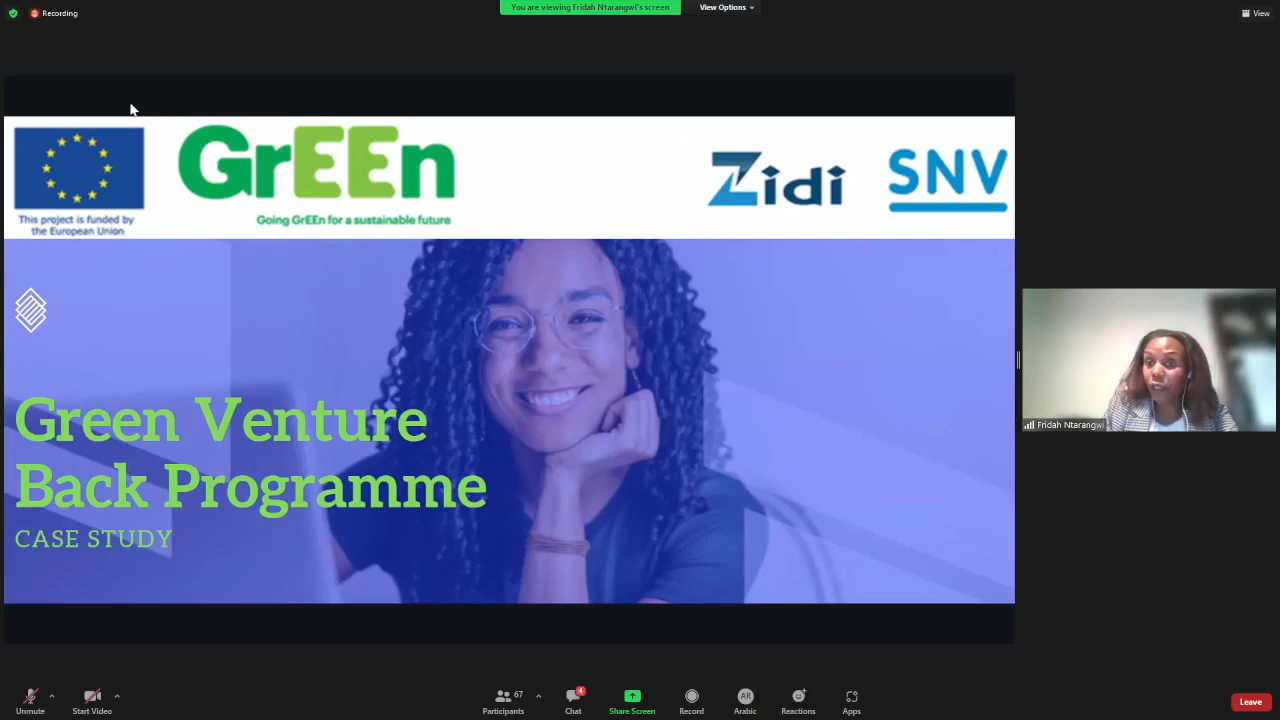 Recording
You are viewing Fridah Ntarangwi's screen
View Options
View
GrEEn
Going GrEEn for a sustainable future
This project is funded by
the European Union
Zidi
SNV
Green Venture
Back Programme
CASE STUDY
Fridah Ntarangwi
Unmute
Start Video
67
Participants
4
Chat
Share Screen
Record
AR
Arabic
Reactions
Apps
Leave